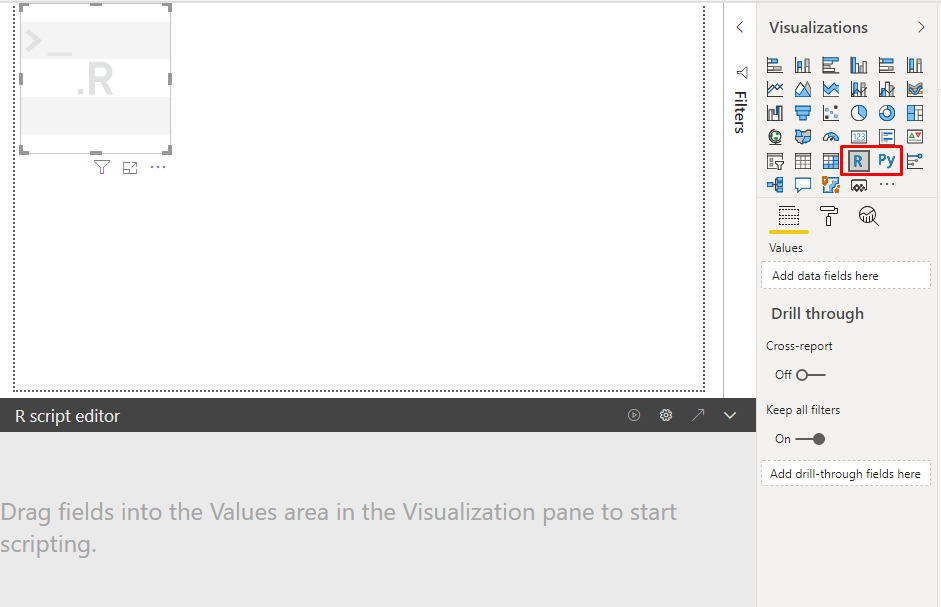 >_
.R
Filters
Visualizations
123
R
Py
Values
Add data fields here
Drill through
Cross-report
Off
Keep all filters
On
Add drill-through fields here
R script editor
Drag fields into the Values area in the Visualization pane to start
scripting.